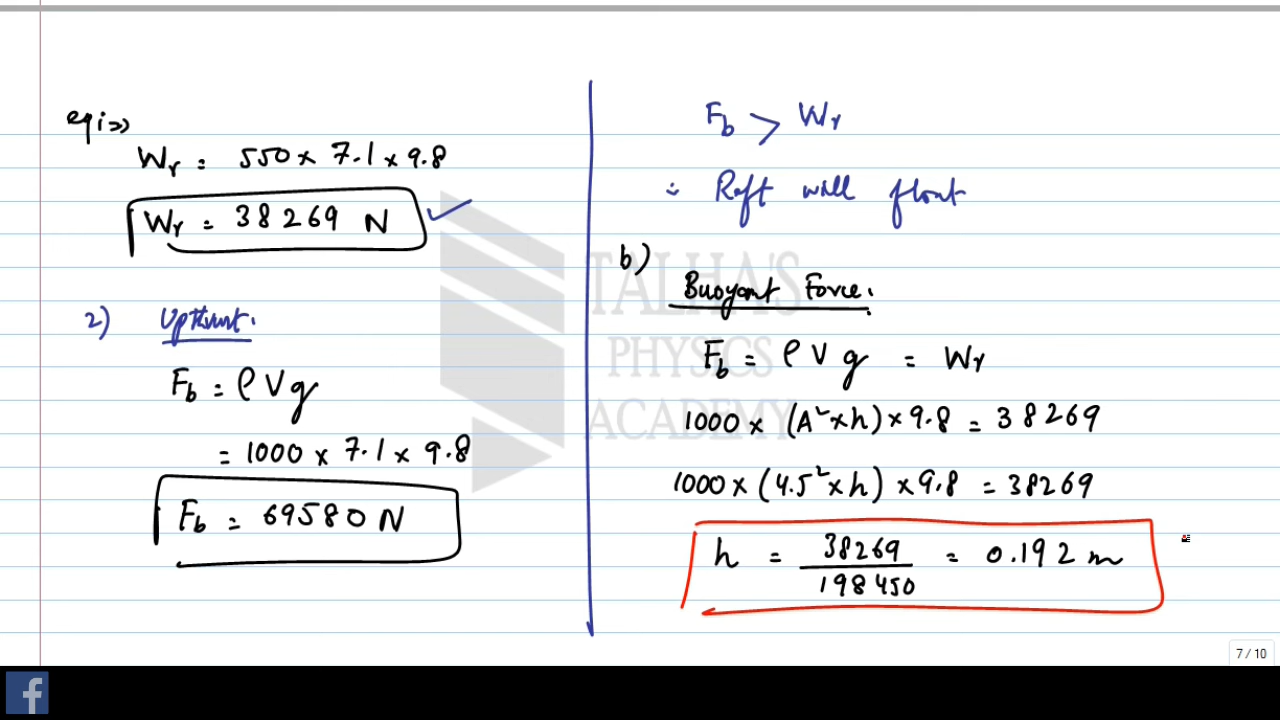 eqi⇒
Wr = 550 × 7.1 × 9.8
Wr = 38269 N ✓
2) Upthrust.
Fb = ρVg
= 1000 × 7.1 × 9.8
Fb = 69580 N
Fb > Wr
∴ Raft will float
b)
Buoyant Force.
Fb = ρVg = Wr
1000 × (A² × h) × 9.8 = 38269
1000 × (4.5² × h) × 9.8 = 38269
h = 38269/198450 = 0.192 m
TALHA'S
PHYSICS
ACADEMY
7 / 10
f